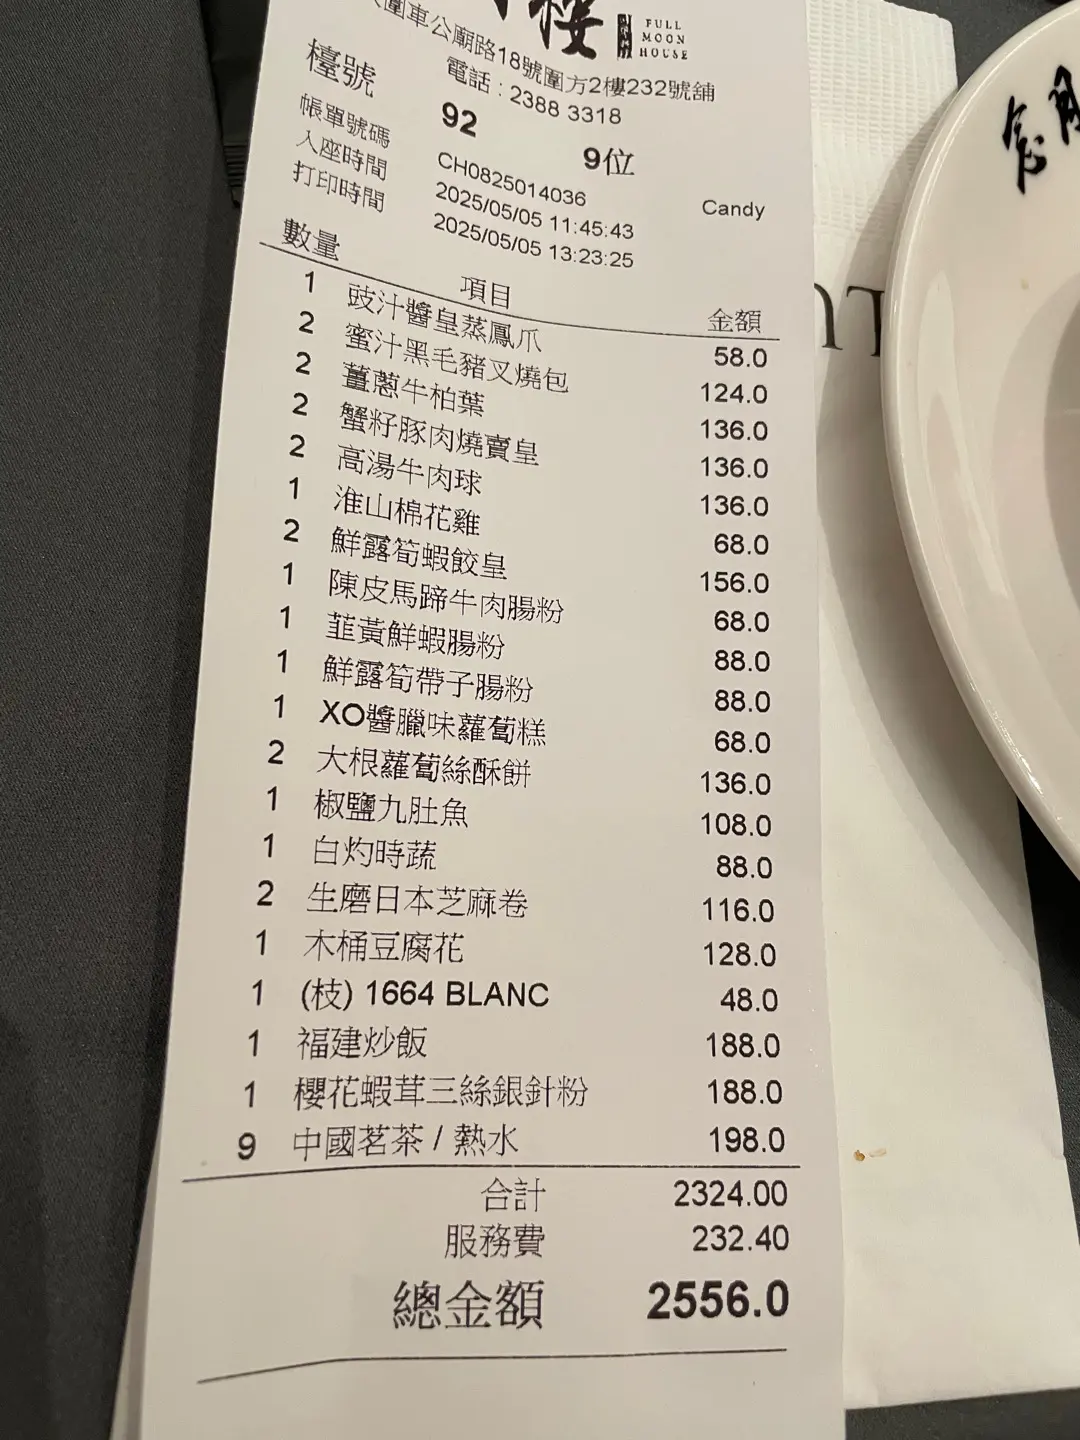 樓 FULL MOON HOUSE
圍車公廟路18號圍方2樓232號舖
電話 : 2388 3318
檯號 92 9位
帳單號碼 CH0825014036 Candy
入座時間 2025/05/05 11:45:43
打印時間 2025/05/05 13:23:25
數量 項目 金額
1 豉汁醬皇蒸鳳爪 58.0
2 蜜汁黑毛豬叉燒包 124.0
2 薑蔥牛柏葉 136.0
2 蟹籽豚肉燒賣皇 136.0
2 高湯牛肉球 136.0
1 淮山棉花雞 68.0
2 鮮露筍蝦餃皇 156.0
1 陳皮馬蹄牛肉腸粉 68.0
1 韮黃鮮蝦腸粉 88.0
1 鮮露筍帶子腸粉 88.0
1 XO醬臘味蘿蔔糕 68.0
2 大根蘿蔔絲酥餅 136.0
1 椒鹽九肚魚 108.0
1 白灼時蔬 88.0
2 生磨日本芝麻卷 116.0
1 木桶豆腐花 128.0
1 (枝) 1664 BLANC 48.0
1 福建炒飯 188.0
1 櫻花蝦茸三絲銀針粉 188.0
9 中國茗茶 / 熱水 198.0
合計 2324.00
服務費 232.40
總金額 2556.0